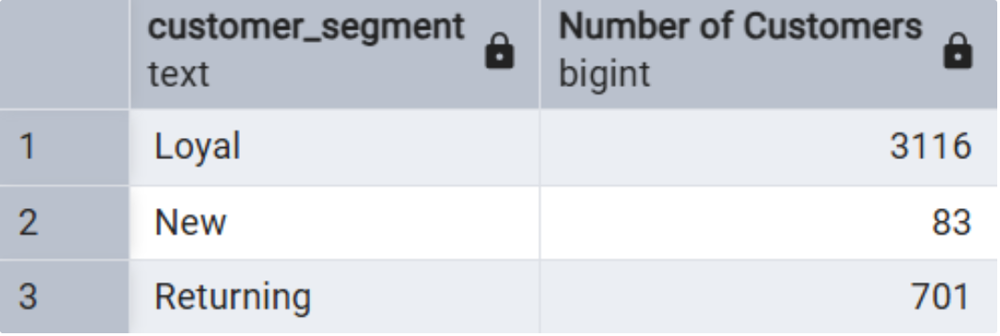 customer_segment Number of Customers
text bigint
1 Loyal 3116
2 New 83
3 Returning 701